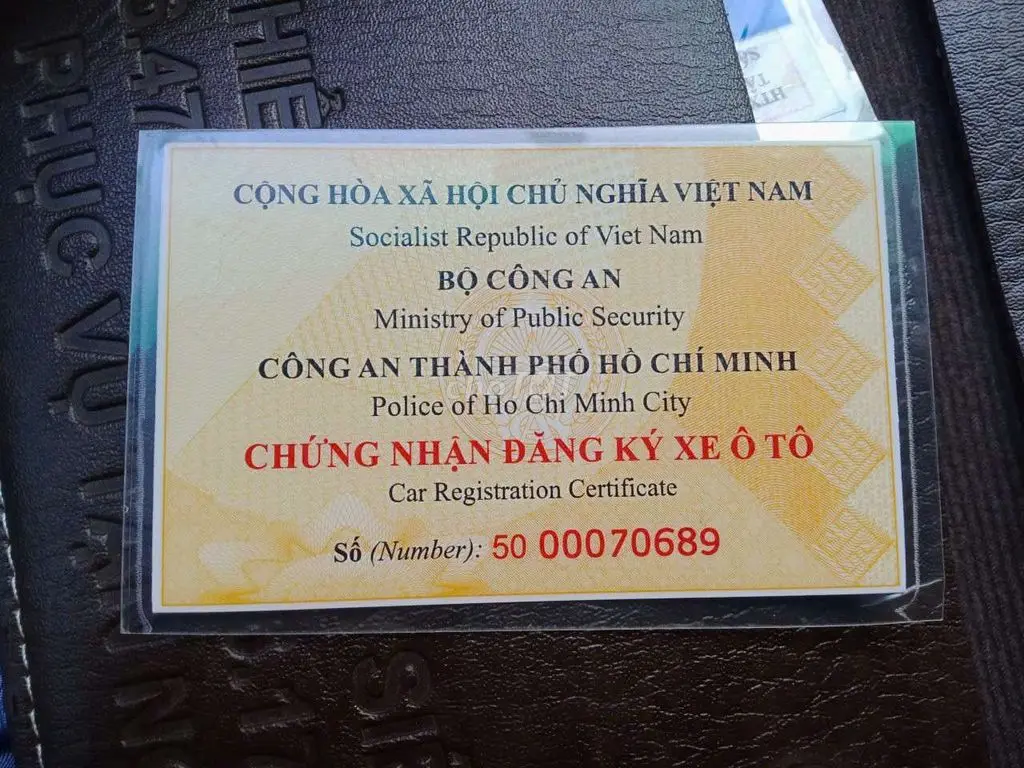 CỘNG HÒA XÃ HỘI CHỦ NGHĨA VIỆT NAM
Socialist Republic of Viet Nam
BỘ CÔNG AN
Ministry of Public Security
CÔNG AN THÀNH PHỐ HỒ CHÍ MINH
Police of Ho Chi Minh City
CHỨNG NHẬN ĐĂNG KÝ XE Ô TÔ
Car Registration Certificate
Số (Number): 50 00070689
PHỤC VỤ